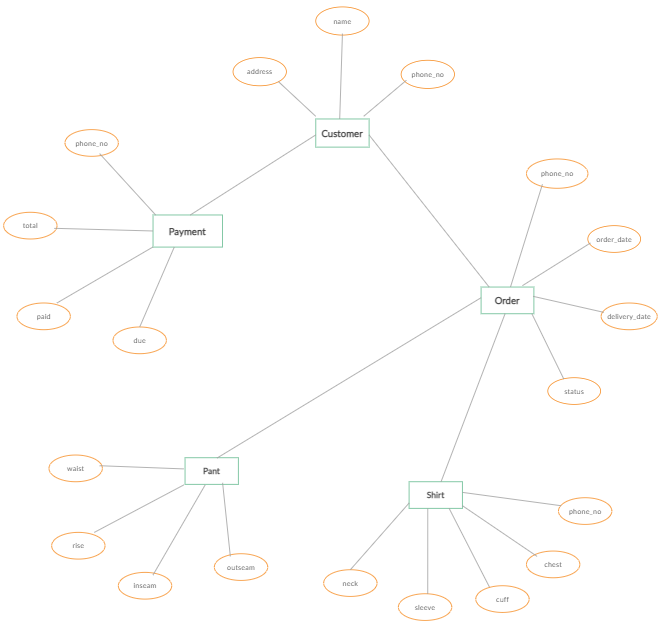 name
address
phone_no
Customer
phone_no
phone_no
total
Payment
order_date
Order
paid
delivery_date
due
status
waist
Pant
Shirt
phone_no
rise
outseam
chest
inseam
neck
cuff
sleeve